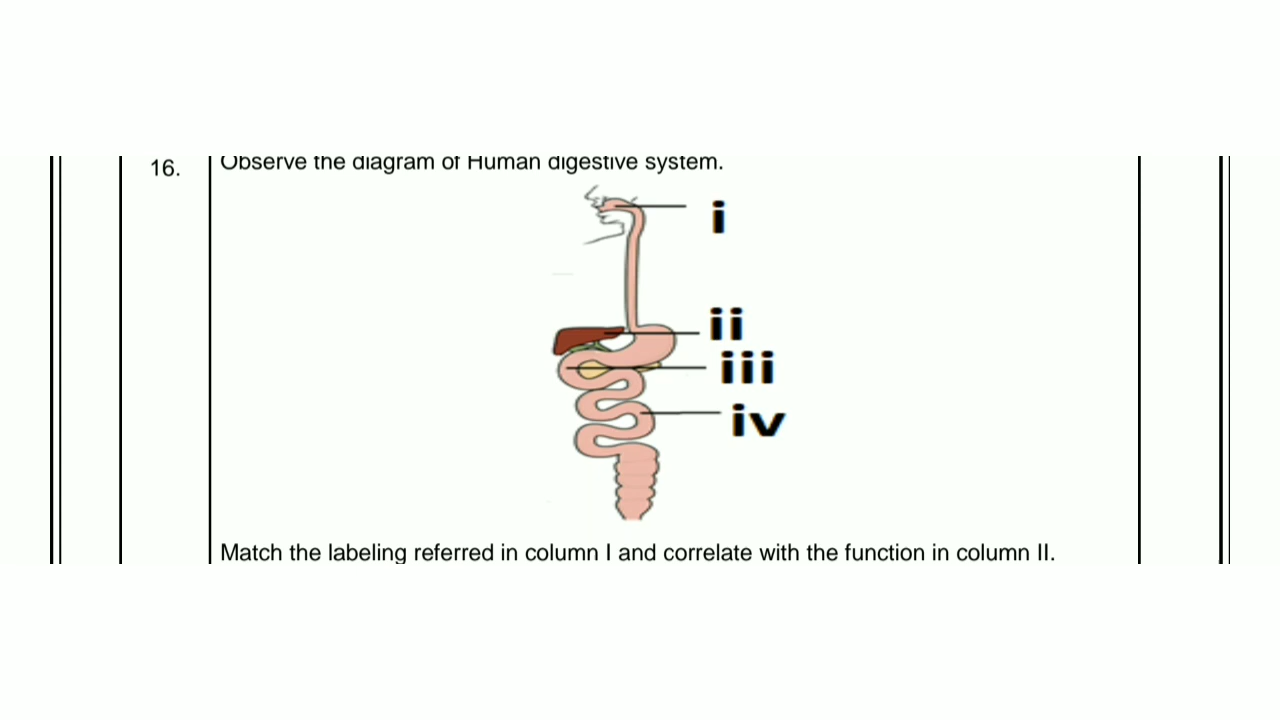 16. Observe the diagram of Human digestive system.
i
ii
iii
iv
Match the labeling referred in column I and correlate with the function in column II.